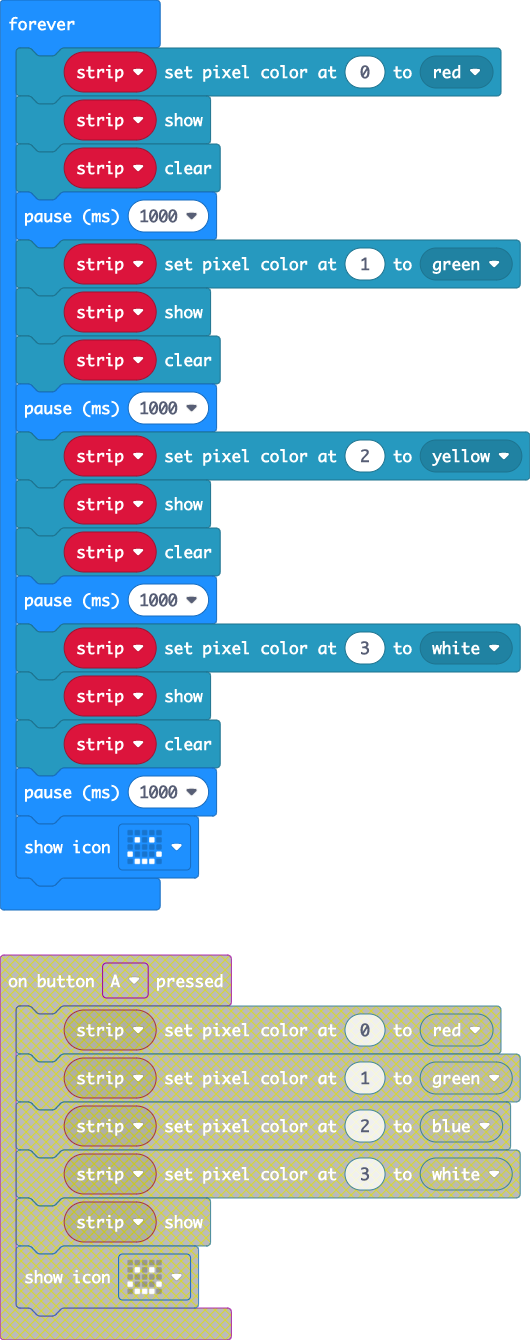 forever
strip set pixel color at 0 to red
strip show
strip clear
pause (ms) 1000
strip set pixel color at 1 to green
strip show
strip clear
pause (ms) 1000
strip set pixel color at 2 to yellow
strip show
strip clear
pause (ms) 1000
strip set pixel color at 3 to white
strip show
strip clear
pause (ms) 1000
show icon
on button A pressed
strip set pixel color at 0 to red
strip set pixel color at 1 to green
strip set pixel color at 2 to blue
strip set pixel color at 3 to white
strip show
show icon